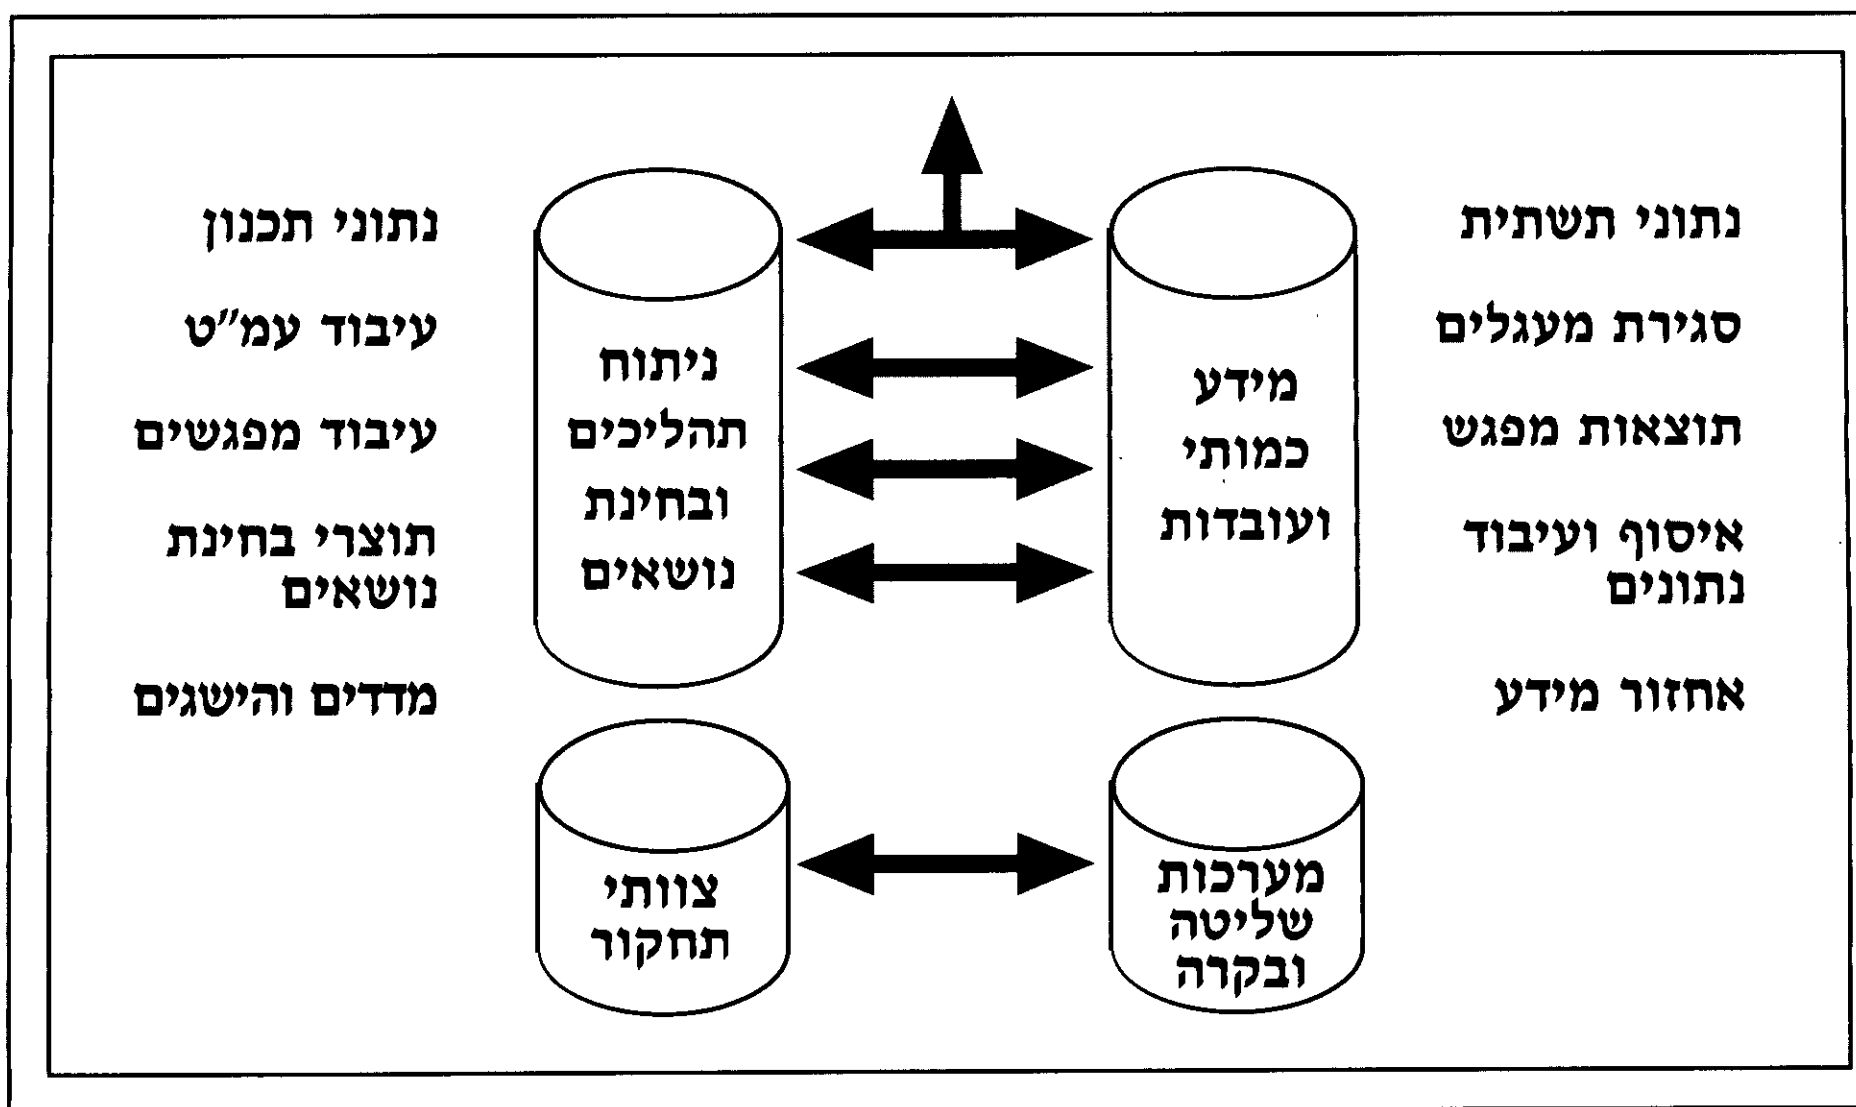 נתוני תשתית
סגירת מעגלים
תוצאות מפגש
איסוף ועיבוד
נתונים
אחזור מידע
מידע
כמותי
ועובדות
מערכות
שליטה
ובקרה
ניתוח
תהליכים
ובחינת
נושאים
צוותי
תחקור
נתוני תכנון
עיבוד עמ"ט
עיבוד מפגשים
תוצרי בחינת
נושאים
מדדים והישגים